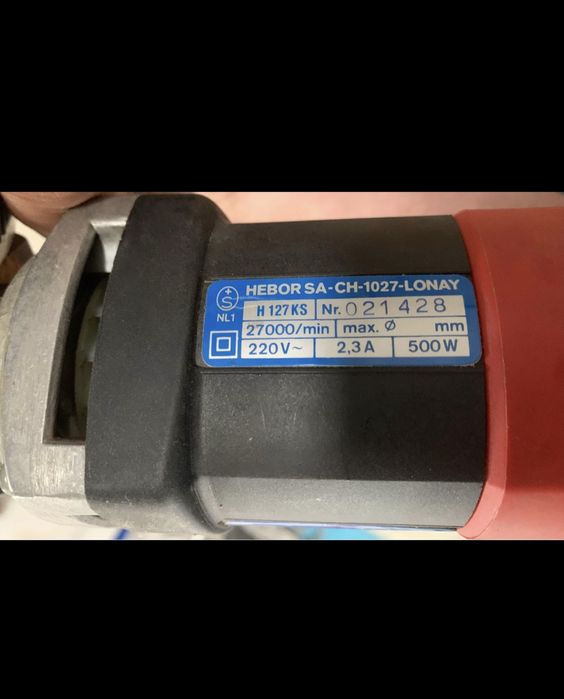 HEBOR SA-CH-1027-LONAY
H 127 KS Nr. 021428
NL1
27000/min max. Ø mm
220V~ 2,3 A 500 W